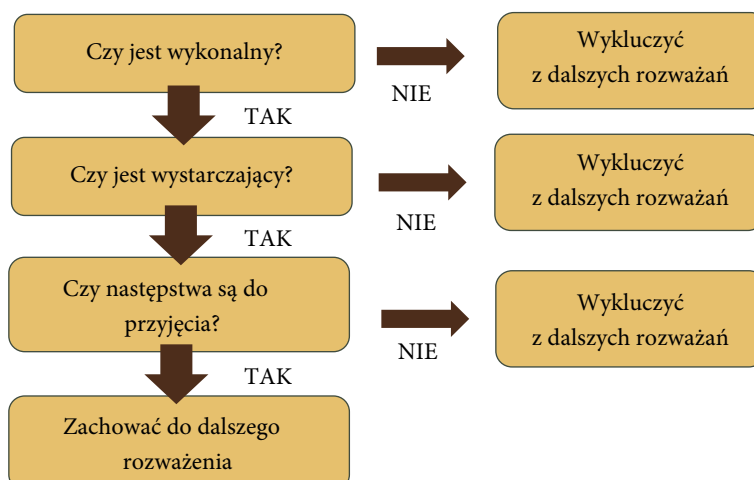 Czy jest wykonalny?
NIE
Wykluczyć
z dalszych rozważań
TAK
Czy jest wystarczający?
NIE
Wykluczyć
z dalszych rozważań
TAK
Czy następstwa są do
przyjęcia?
NIE
Wykluczyć
z dalszych rozważań
TAK
Zachować do dalszego
rozważenia